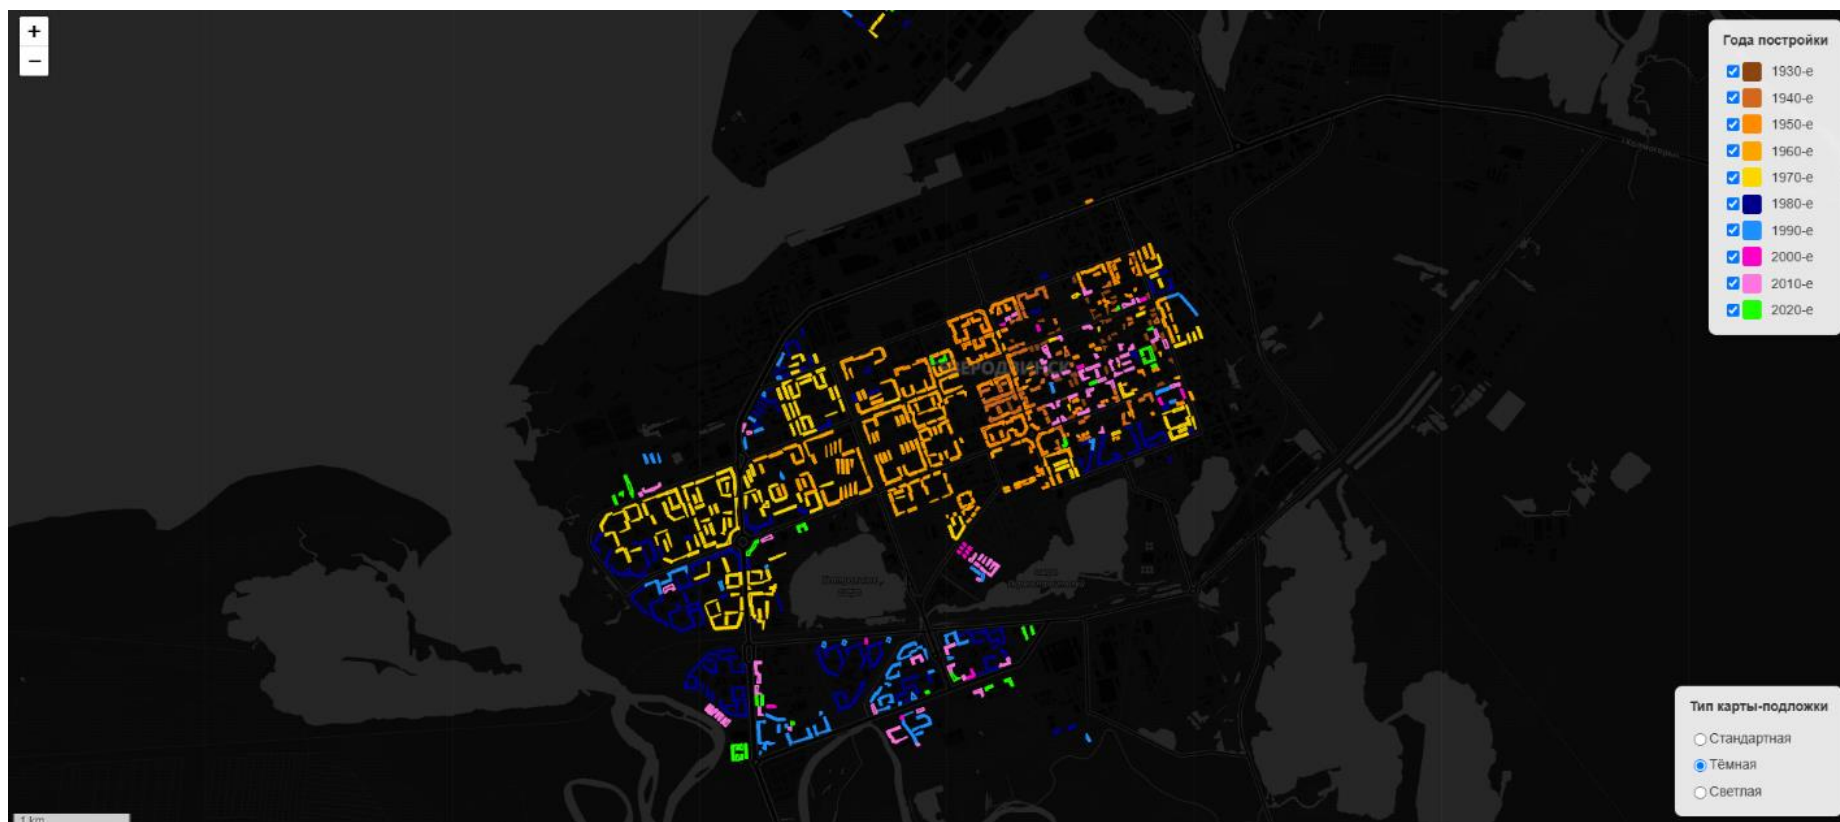 +
−
Года постройки
1930-е
1940-е
1950-е
1960-е
1970-е
1980-е
1990-е
2000-е
2010-е
2020-е
Тип карты-подложки
Стандартная
Тёмная
Светлая
1 km